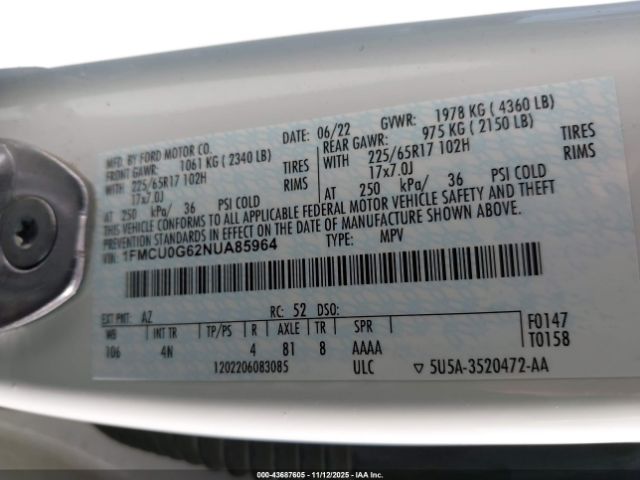 MFD. BY FORD MOTOR CO.
DATE: 06/22 GVWR: 1978 KG ( 4360 LB)
FRONT GAWR: 1061 KG ( 2340 LB)
REAR GAWR: 975 KG ( 2150 LB)
WITH 225/65R17 102H TIRES
WITH 225/65R17 102H TIRES
17x7.0J RIMS
17x7.0J RIMS
AT 250 kPa/ 36 PSI COLD
AT 250 kPa/ 36 PSI COLD
THIS VEHICLE CONFORMS TO ALL APPLICABLE FEDERAL MOTOR VEHICLE SAFETY AND THEFT
PREVENTION STANDARDS IN EFFECT ON THE DATE OF MANUFACTURE SHOWN ABOVE.
VIN: 1FMCU0G62NUA85964 TYPE: MPV
EXT PNT: AZ RC: 52 DSO: F0147
WB INT TR TP/PS R AXLE TR SPR T0158
106 4N 4 81 8 AAAA
1202206083085 ULC 5U5A-3520472-AA
000-43687605 - 11/12/2025 - IAA Inc.